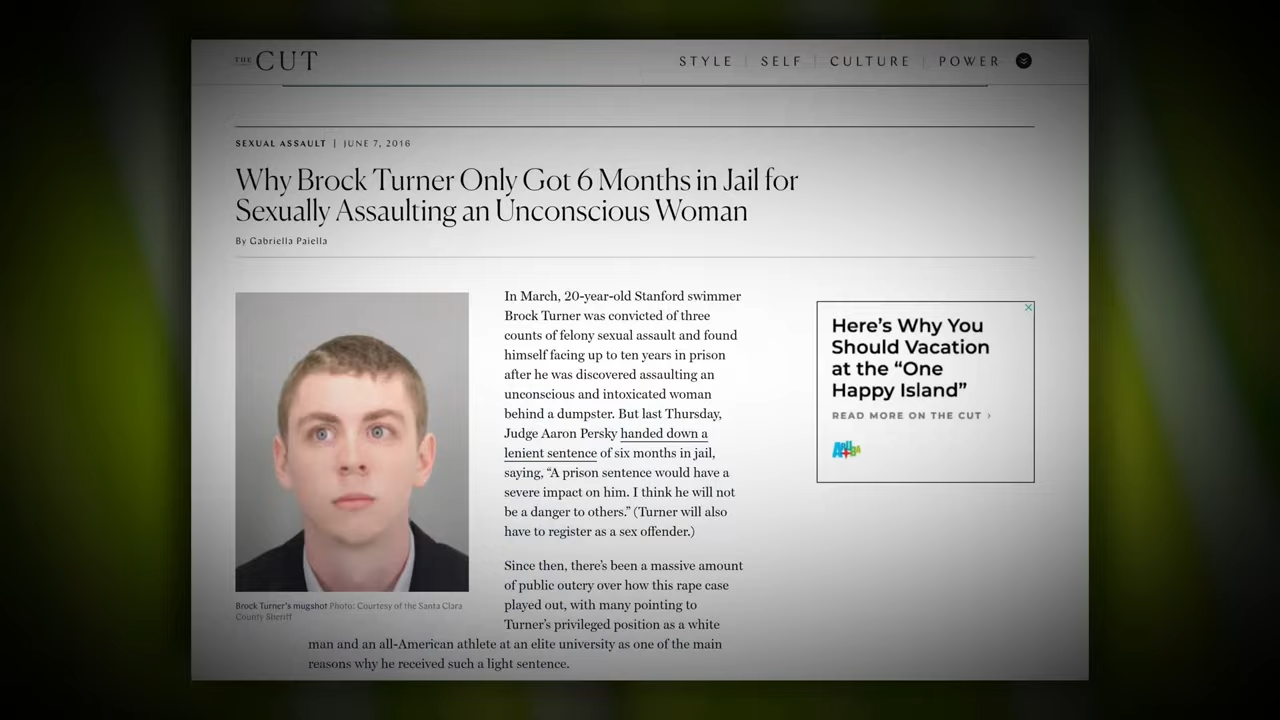 THE CUT
STYLE | SELF | CULTURE | POWER
SEXUAL ASSAULT | JUNE 7, 2016
Why Brock Turner Only Got 6 Months in Jail for
Sexually Assaulting an Unconscious Woman
By Gabriella Paiella
In March, 20-year-old Stanford swimmer
Brock Turner was convicted of three
counts of felony sexual assault and found
himself facing up to ten years in prison
after he was discovered assaulting an
unconscious and intoxicated woman
behind a dumpster. But last Thursday,
Judge Aaron Persky handed down a
lenient sentence of six months in jail,
saying, “A prison sentence would have a
severe impact on him. I think he will not
be a danger to others.” (Turner will also
have to register as a sex offender.)
Since then, there’s been a massive amount
of public outcry over how this rape case
played out, with many pointing to
Turner’s privileged position as a white
man and an all-American athlete at an elite university as one of the main
reasons why he received such a light sentence.
Brock Turner’s mugshot Photo: Courtesy of the Santa Clara
County Sheriff
Here’s Why You
Should Vacation
at the “One
Happy Island”
READ MORE ON THE CUT ›
ARUBA